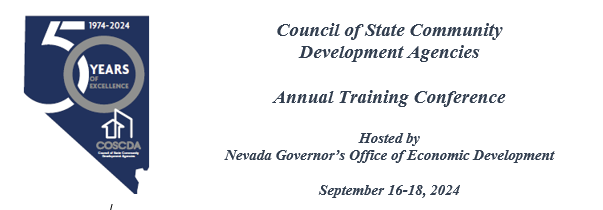 1974-2024
50
YEARS
OF
EXCELLENCE
COSCDA
Council of State Community
Development Agencies
Council of State Community
Development Agencies
Annual Training Conference
Hosted by
Nevada Governor's Office of Economic Development
September 16-18, 2024